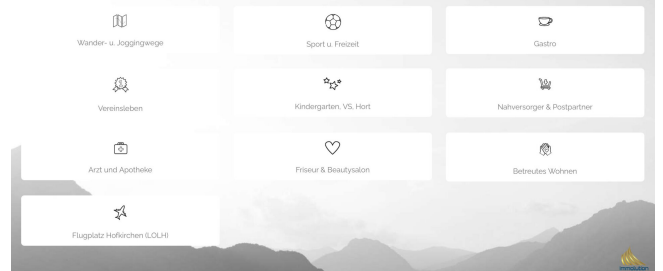 Wander- u. Joggingwege
Sport u. Freizeit
Gastro
Vereinsleben
Kindergarten, VS, Hort
Nahversorger & Postpartner
Arzt und Apotheke
Friseur & Beautysalon
Betreutes Wohnen
Flugplatz Hofkirchen (LOLH)